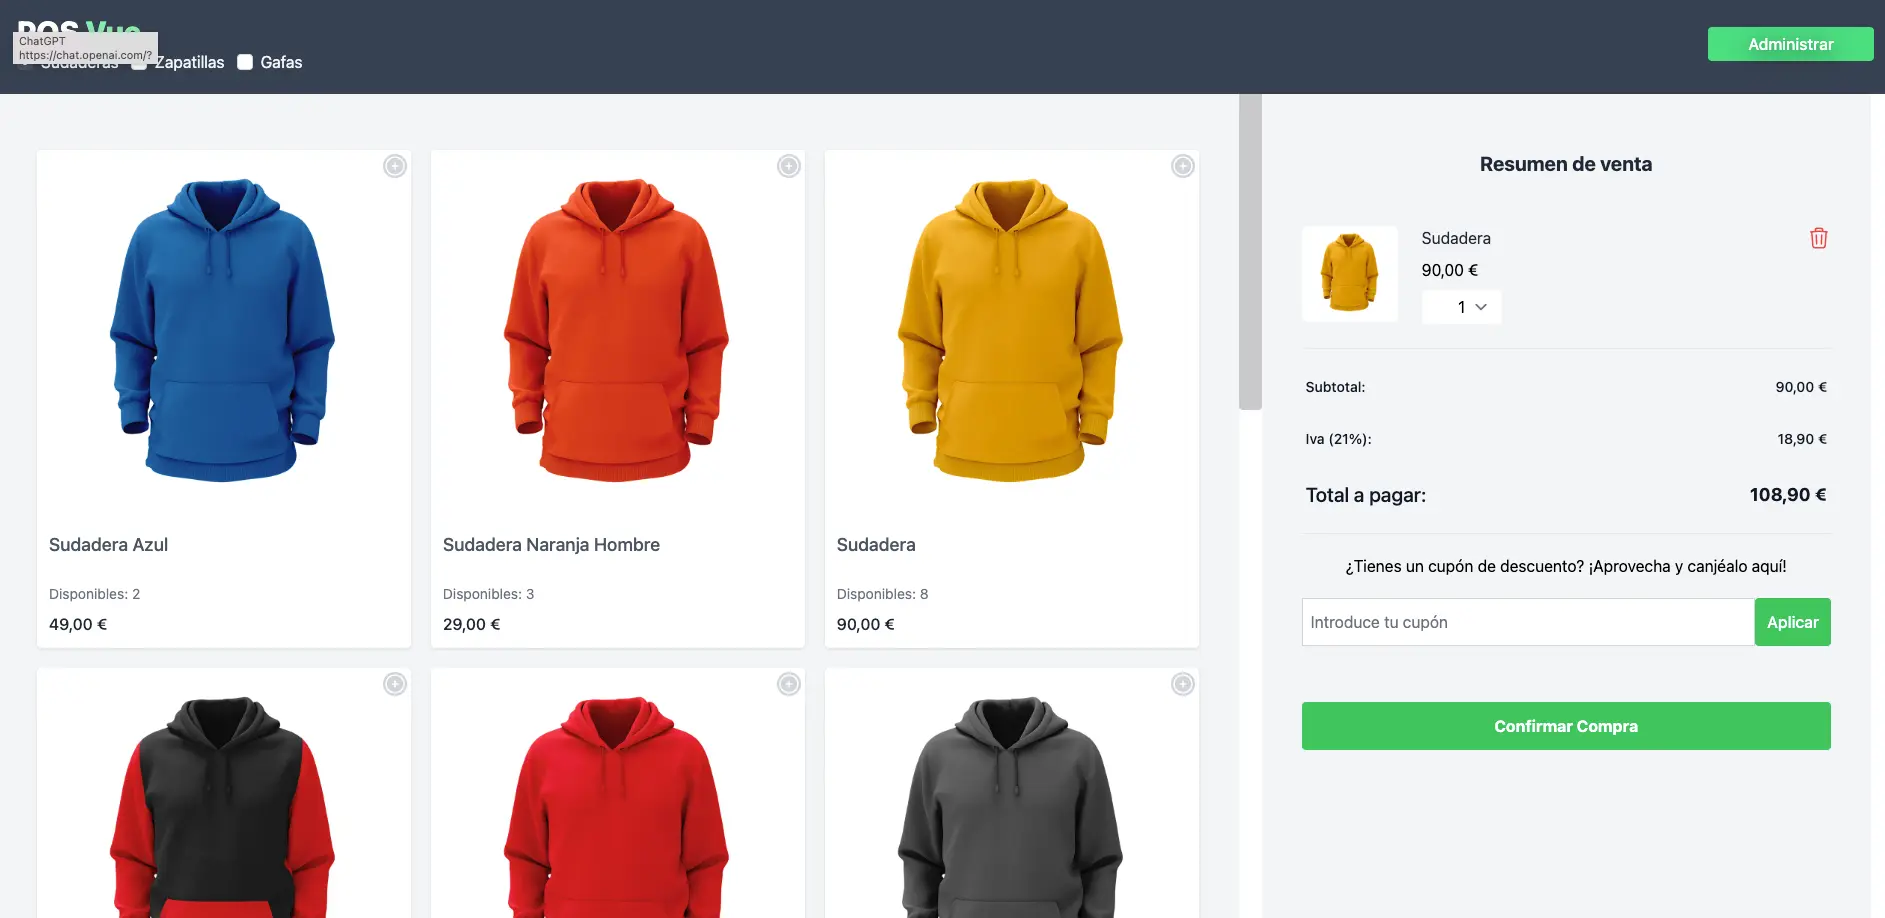 POS Vue
ChatGPT
https://chat.openai.com/?
Sudaderas Zapatillas Gafas
Administrar
Sudadera Azul
Disponibles: 2
49,00 €
Sudadera Naranja Hombre
Disponibles: 3
29,00 €
Sudadera
Disponibles: 8
90,00 €
Resumen de venta
Sudadera
90,00 €
1
Subtotal: 90,00 €
Iva (21%): 18,90 €
Total a pagar: 108,90 €
¿Tienes un cupón de descuento? ¡Aprovecha y canjéalo aquí!
Introduce tu cupón
Aplicar
Confirmar Compra